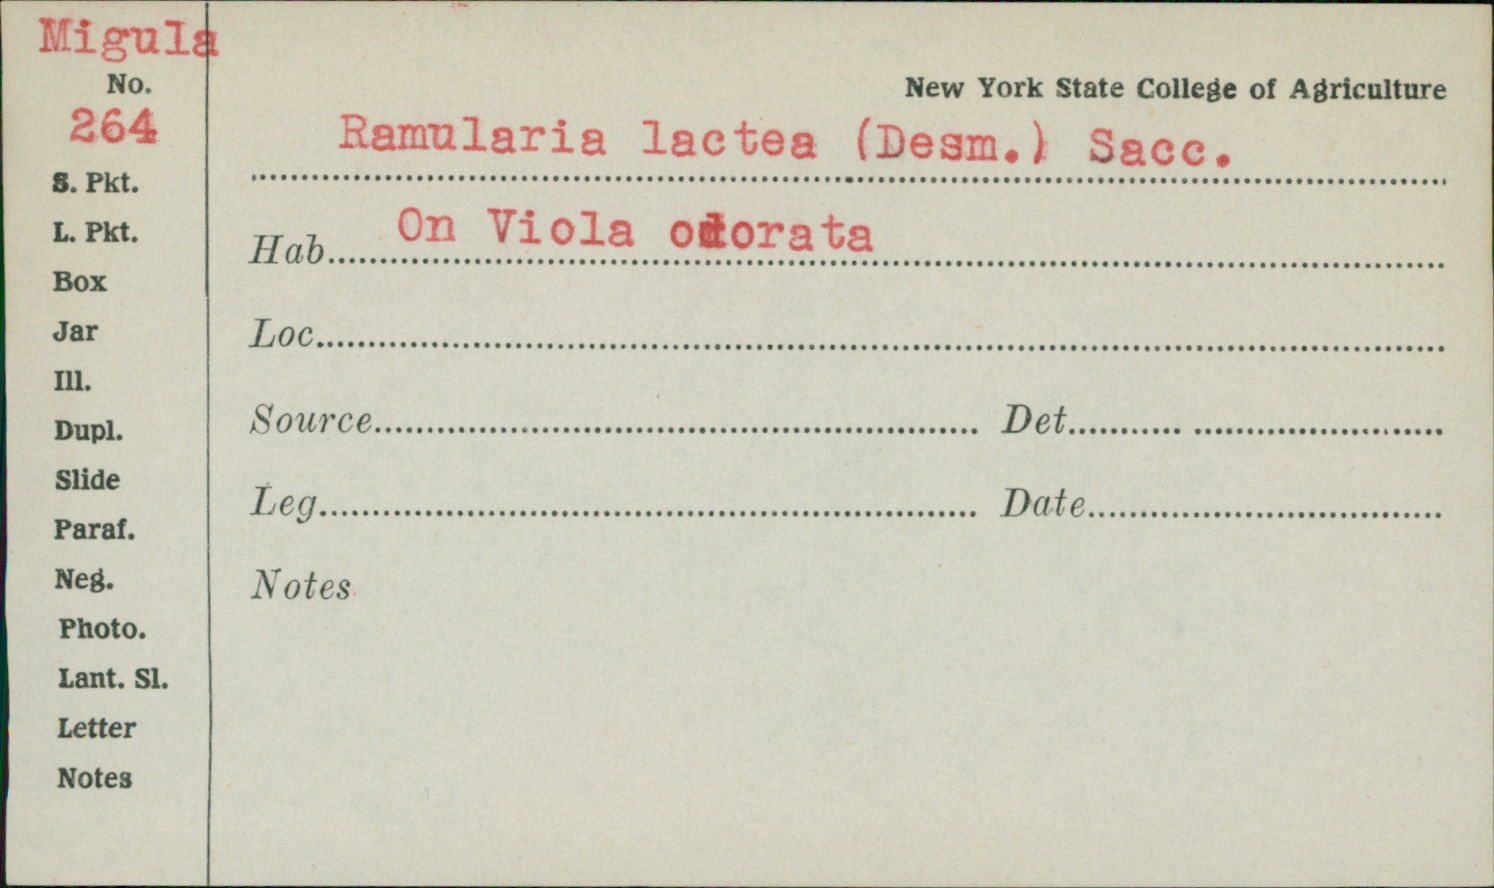 Migula
No.
264
S. Pkt.
L. Pkt.
Box
Jar
Ill.
Dupl.
Slide
Paraf.
Neg.
Photo.
Lant. Sl.
Letter
Notes
New York State College of Agriculture
Ramularia lactea (Desm.) Sacc.
Hab. On Viola odorata
Loc.
Source Det.
Leg. Date
Notes